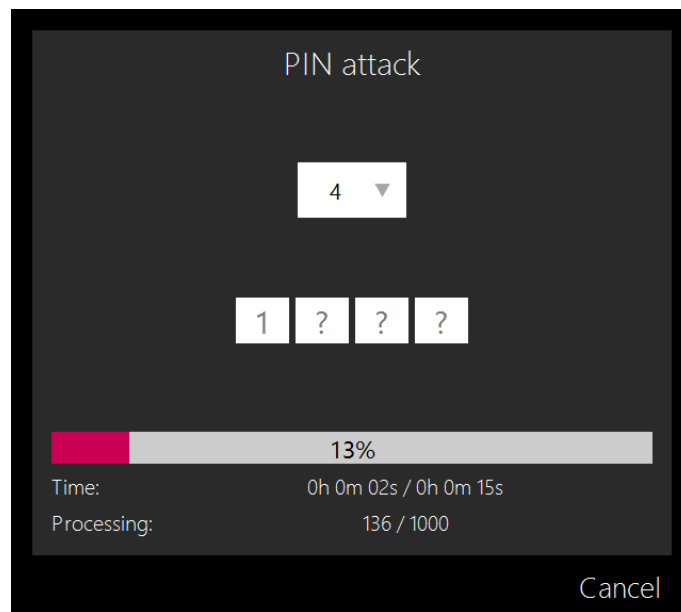 PIN attack
4
1 ? ? ?
13%
Time: 0h 0m 02s / 0h 0m 15s
Processing: 136 / 1000
Cancel